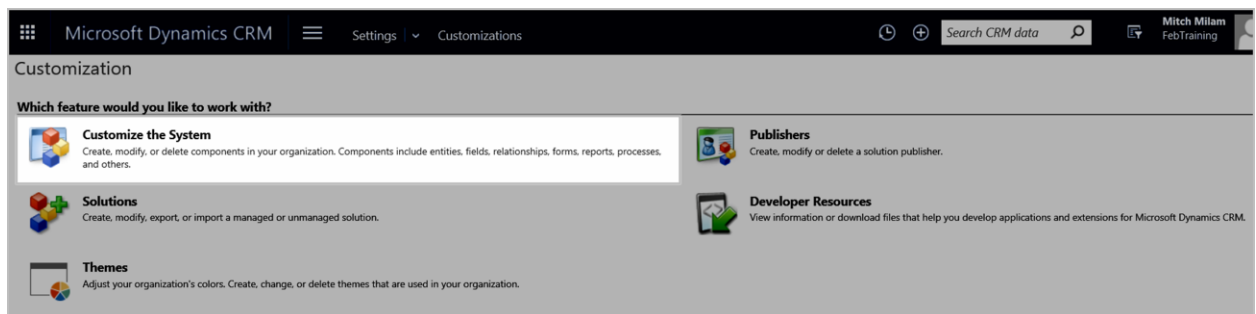 Microsoft Dynamics CRM Settings Customizations Search CRM data Mitch Milam
FebTraining
Customization
Which feature would you like to work with?
Customize the System
Create, modify, or delete components in your organization. Components include entities, fields, relationships, forms, reports, processes,
and others.
Publishers
Create, modify or delete a solution publisher.
Solutions
Create, modify, export, or import a managed or unmanaged solution.
Developer Resources
View information or download files that help you develop applications and extensions for Microsoft Dynamics CRM.
Themes
Adjust your organization's colors. Create, change, or delete themes that are used in your organization.